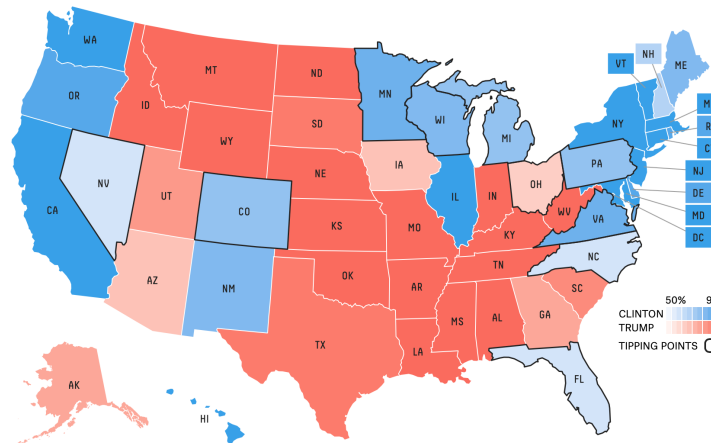 WA
MT
ND
MN
VT
NH
ME
OR
ID
SD
WI
MI
NY
WY
IA
PA
NV
UT
CO
NE
IL
IN
OH
NJ
DE
MD
DC
CA
KS
MO
KY
WV
VA
AZ
NM
OK
AR
TN
NC
SC
TX
LA
MS
AL
GA
FL
AK
HI
50%
CLINTON
TRUMP
TIPPING POINTS